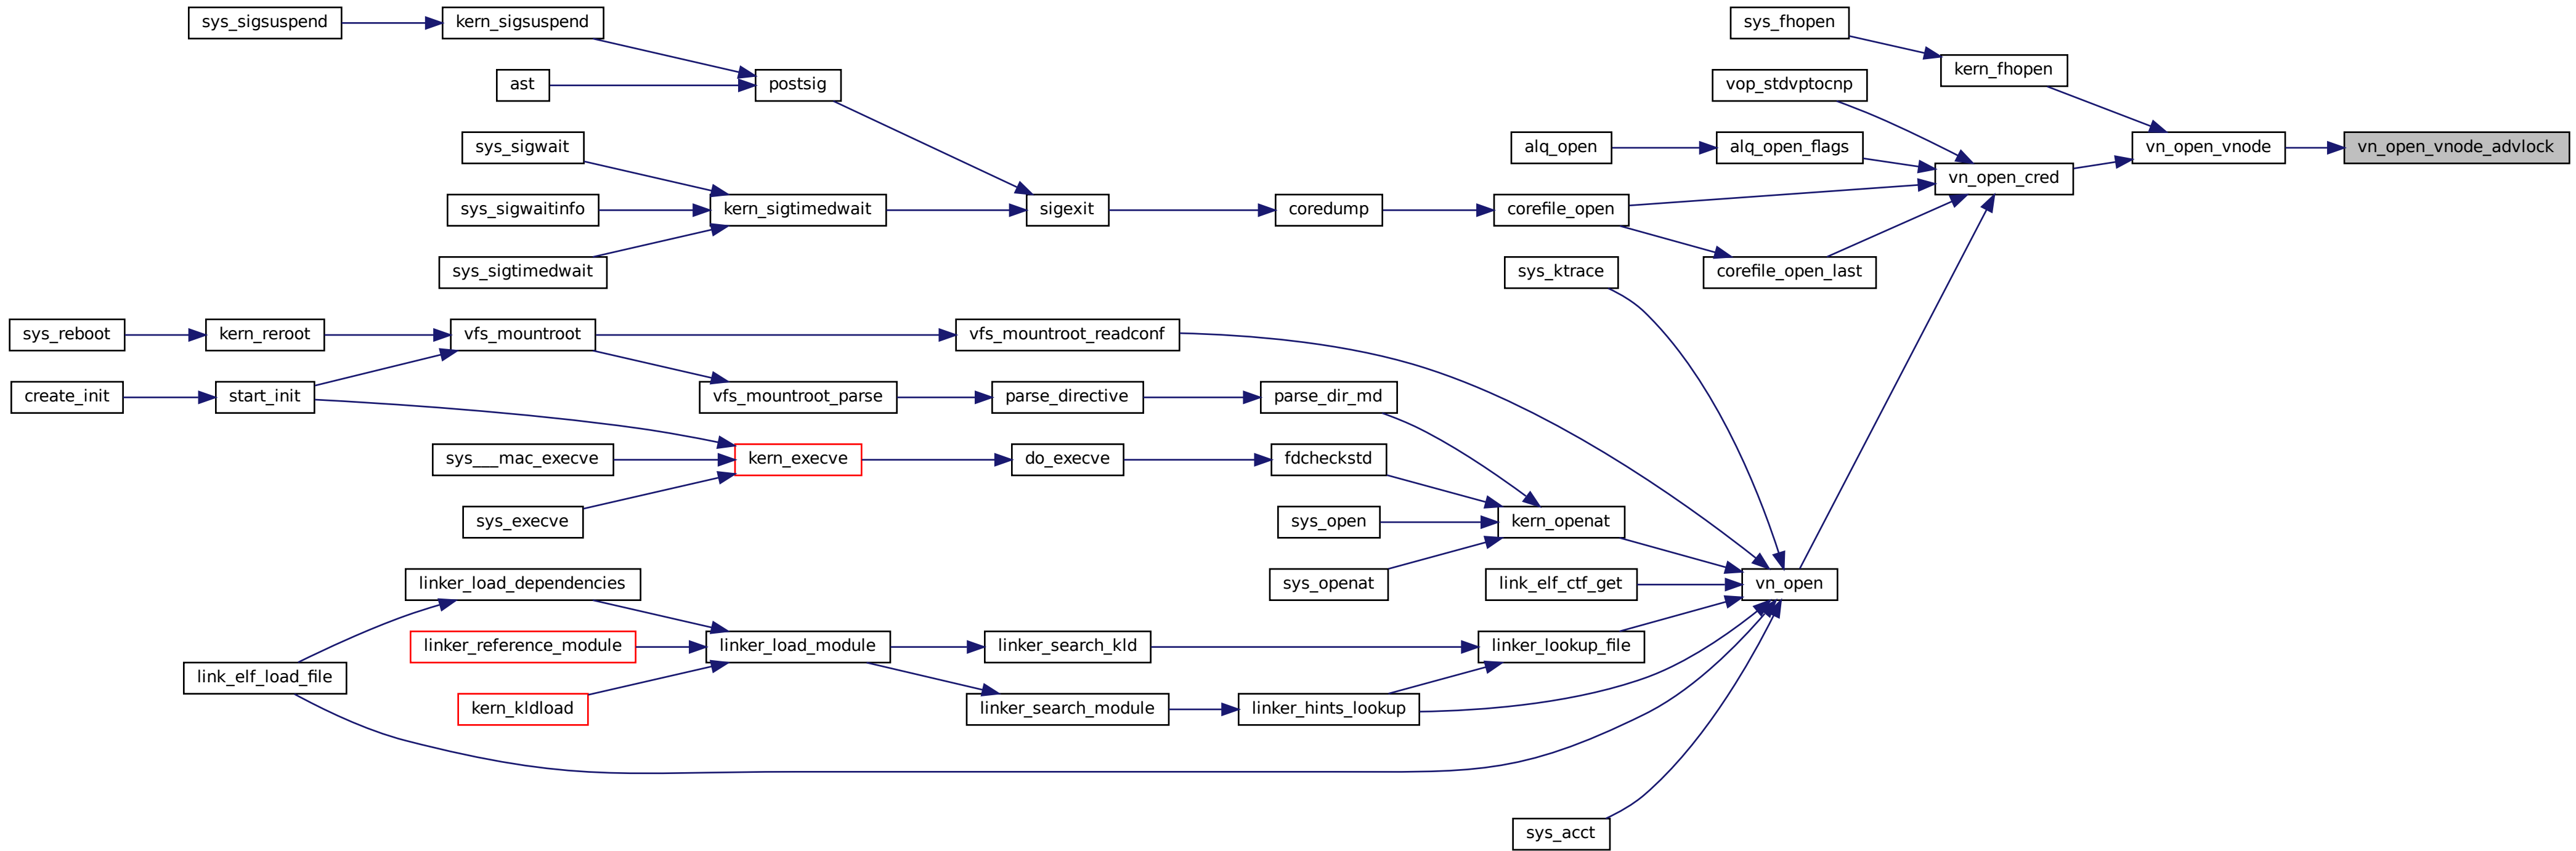 sys_sigsuspend
kern_sigsuspend
sys_fhopen
kern_fhopen
ast
postsig
vop_stdvptocnp
sys_sigwait
alq_open
alq_open_flags
vn_open_vnode
vn_open_vnode_advlock
vn_open_cred
sys_sigwaitinfo
kern_sigtimedwait
sigexit
coredump
corefile_open
sys_sigtimedwait
sys_ktrace
corefile_open_last
sys_reboot
kern_reroot
vfs_mountroot
vfs_mountroot_readconf
create_init
start_init
vfs_mountroot_parse
parse_directive
parse_dir_md
sys___mac_execve
kern_execve
do_execve
fdcheckstd
sys_execve
sys_open
kern_openat
linker_load_dependencies
sys_openat
link_elf_ctf_get
vn_open
linker_reference_module
linker_load_module
linker_search_kld
linker_lookup_file
link_elf_load_file
kern_kldload
linker_search_module
linker_hints_lookup
sys_acct